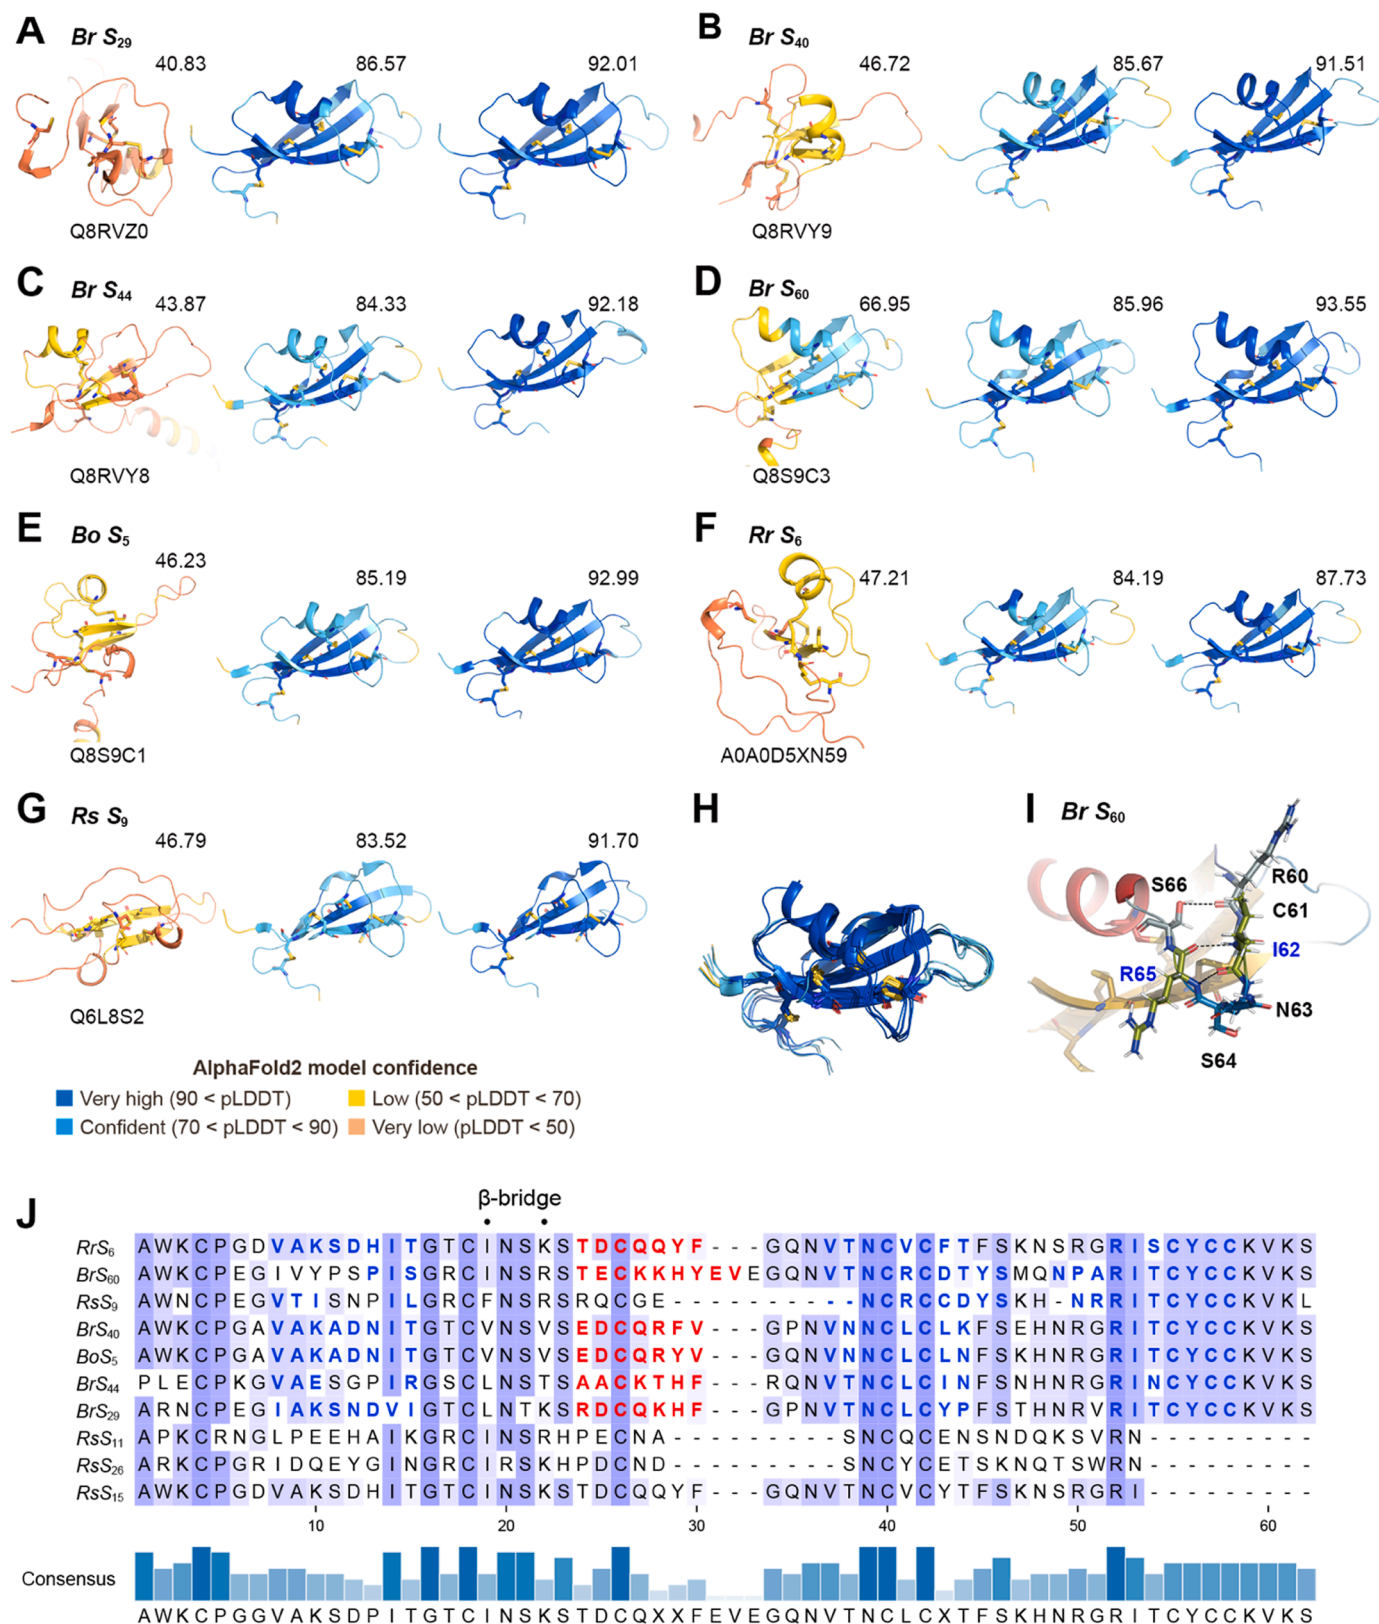 A Br S29
40.83 86.57 92.01
Q8RVZ0
B Br S40
46.72 85.67 91.51
Q8RVY9
C Br S44
43.87 84.33 92.18
Q8RVY8
D Br S60
66.95 85.96 93.55
Q8S9C3
E Bo S5
46.23 85.19 92.99
Q8S9C1
F Rr S6
47.21 84.19 87.73
A0A0D5XN59
G Rs S9
46.79 83.52 91.70
Q6L8S2
H
I Br S60
R60
S66
C61
I62
R65
N63
S64
AlphaFold2 model confidence
Very high (90 < pLDDT) Low (50 < pLDDT < 70)
Confident (70 < pLDDT < 90) Very low (pLDDT < 50)
J
β-bridge
RrS6 AWKCPGDVAKSDHITGTCINSKSTDCQQYF---GQNVTNCVCFTFSKNSRGRISCYCCKVKS
BrS60 AWKCPEGIVYPSPISGRCINSRSTECKKHYEVEGQNVTNCRCDTYSMQNPARITCYCCKVKS
RsS9 AWNCPEGVTISNPILGRCFNSRSRQCGE----------NCRCCDYSKH-NRRITCYCCKVKL
BrS40 AWKCPGAVAKADNITGTCVNSVSEDCQRFV---GPNVNNCLCLKFSEHNRGRITCYCCKVKS
BoS5 AWKCPGAVAKADNITGTCVNSVSEDCQRYV---GQNVNNCLCLNFSKHNRGRITCYCCKVKS
BrS44 PLECPKGVAESGPIRGSCLNSTSAACKTHF---RQNVTNCLCINFSNHNRGRINCYCCKVKS
BrS29 ARNCPEGIAKSNDVIGTCLNTKSRDCQKHF---GPNVTNCLCYPFSTHNRVRITCYCCKVKS
RsS11 APKCRNGLPEEHAIKGRCINSRHPECNA---------SNCQCENSNDQKSVRN---------
RsS26 ARKCPGRIDQEYGINGRCIRSKHPDCND---------SNCYCETSKNQTSWRN---------
RsS15 AWKCPGDVAKSDHITGTCINSKSTDCQQYF---GQNVTNCVCYTFSKNSRGRI---------
10 20 30 40 50 60
Consensus
AWKCPGGVAKSDPITGTCINSKSTDCQXXFEVEGQNVTNCLCXTFSKHNRGRITCYCCKVKS